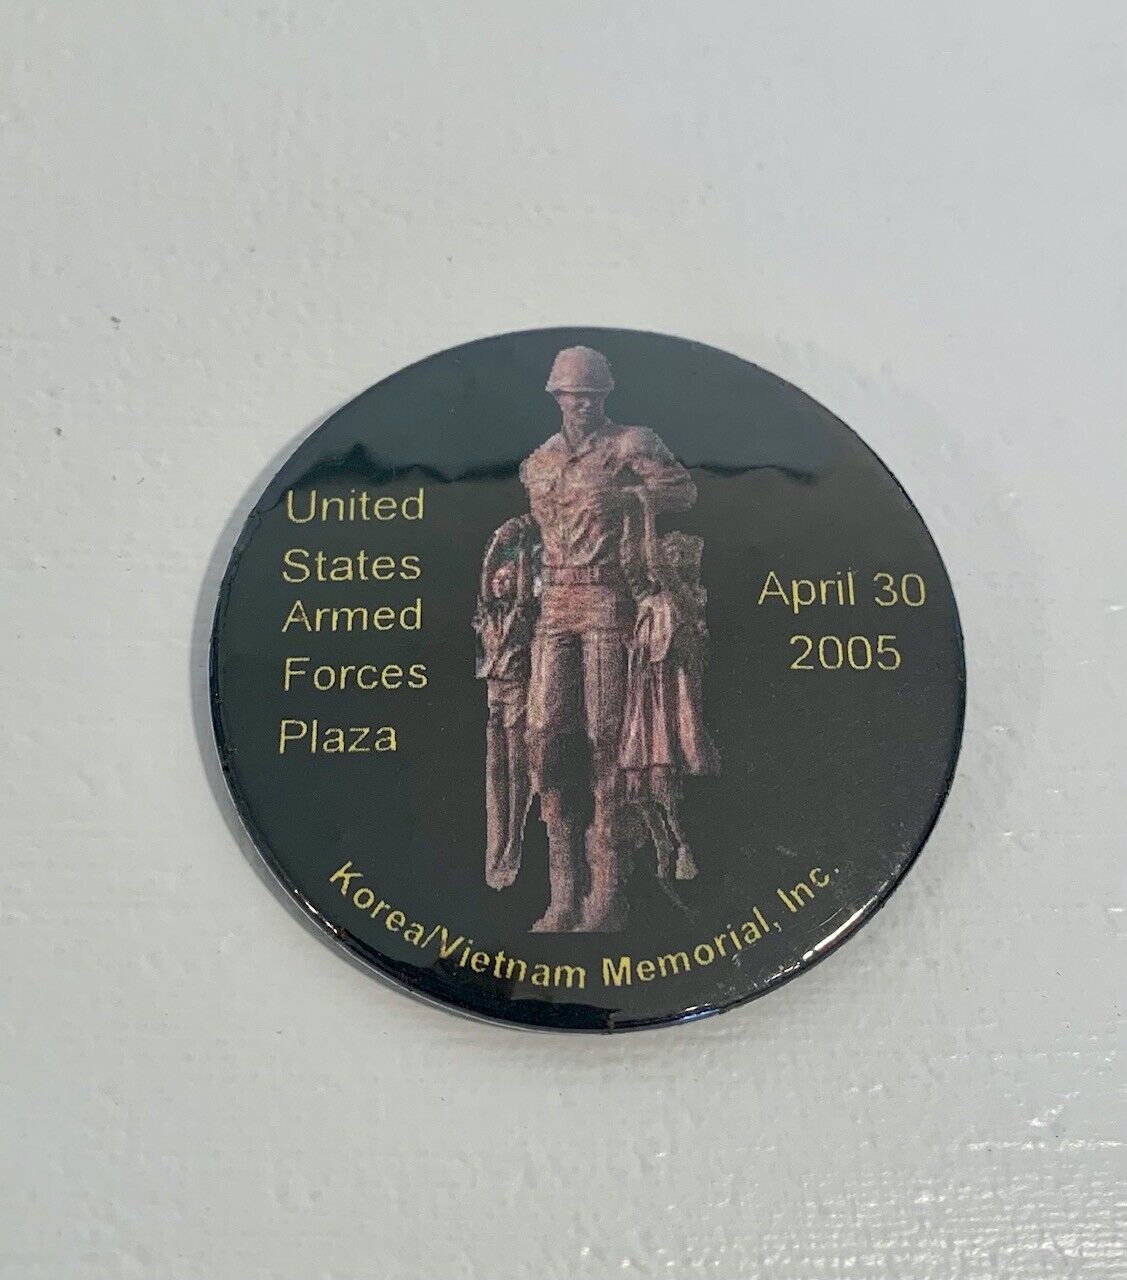 United
States
Armed
Forces
Plaza
April 30
2005
Korea/Vietnam Memorial, Inc.